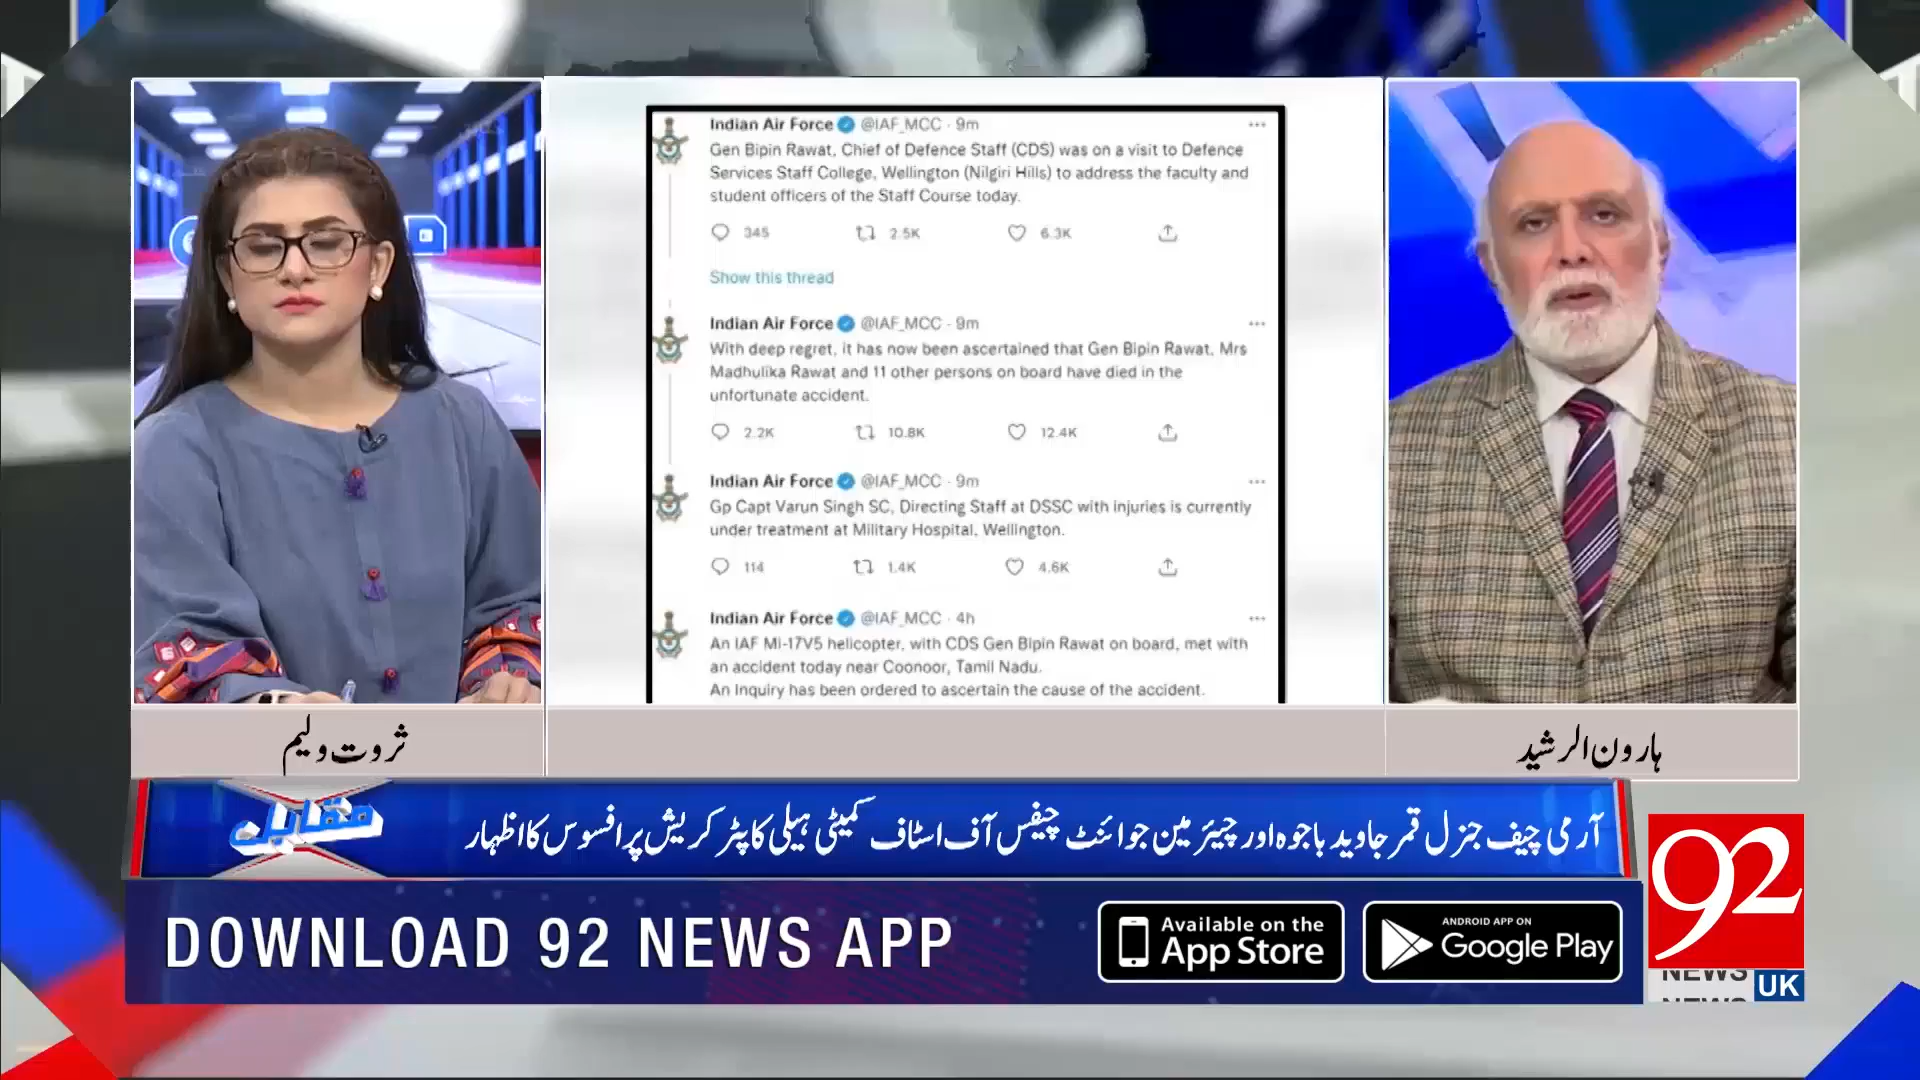 Indian Air Force @IAF_MCC · 9m
Gen Bipin Rawat, Chief of Defence Staff (CDS) was on a visit to Defence
Services Staff College, Wellington (Nilgiri Hills) to address the faculty and
student officers of the Staff Course today.
345 2.5K 6.3K
Show this thread
Indian Air Force @IAF_MCC · 9m
With deep regret, it has now been ascertained that Gen Bipin Rawat, Mrs
Madhulika Rawat and 11 other persons on board have died in the
unfortunate accident.
2.2K 10.8K 12.4K
Indian Air Force @IAF_MCC · 9m
Gp Capt Varun Singh SC, Directing Staff at DSSC with injuries is currently
under treatment at Military Hospital, Wellington.
114 1.4K 4.6K
Indian Air Force @IAF_MCC · 4h
An IAF Mi-17V5 helicopter, with CDS Gen Bipin Rawat on board, met with
an accident today near Coonoor, Tamil Nadu.
An Inquiry has been ordered to ascertain the cause of the accident.
ہارون الرشید
ثروت ولیم
آرمی چیف جنرل قمر جاوید باجوہ اور چیئرمین جوائنٹ چیفس آف اسٹاف کمیٹی ہیلی کاپٹر کریش پر افسوس کا اظہار
مقابل
DOWNLOAD 92 NEWS APP
Available on the
App Store
ANDROID APP ON
Google Play
92
NEWS
UK